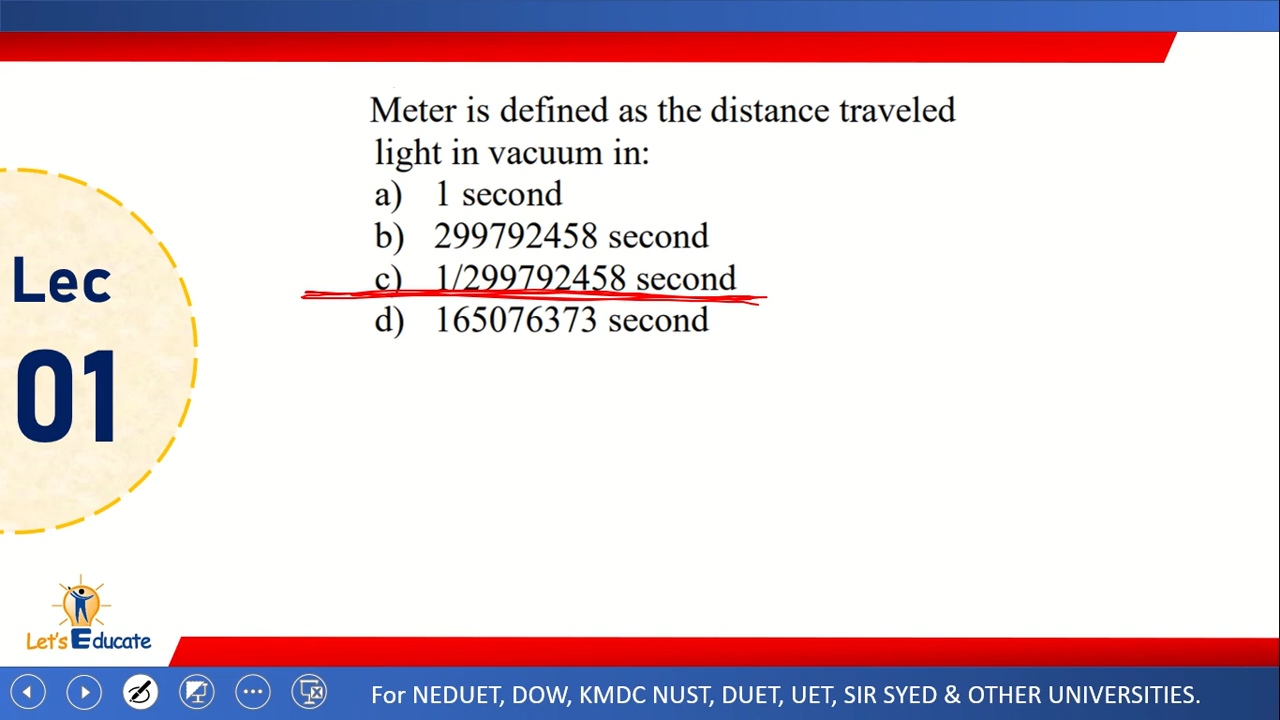 Meter is defined as the distance traveled
light in vacuum in:
a) 1 second
b) 299792458 second
c) 1/299792458 second
d) 165076373 second
Lec
01
Let's Educate
For NEDUET, DOW, KMDC NUST, DUET, UET, SIR SYED & OTHER UNIVERSITIES.